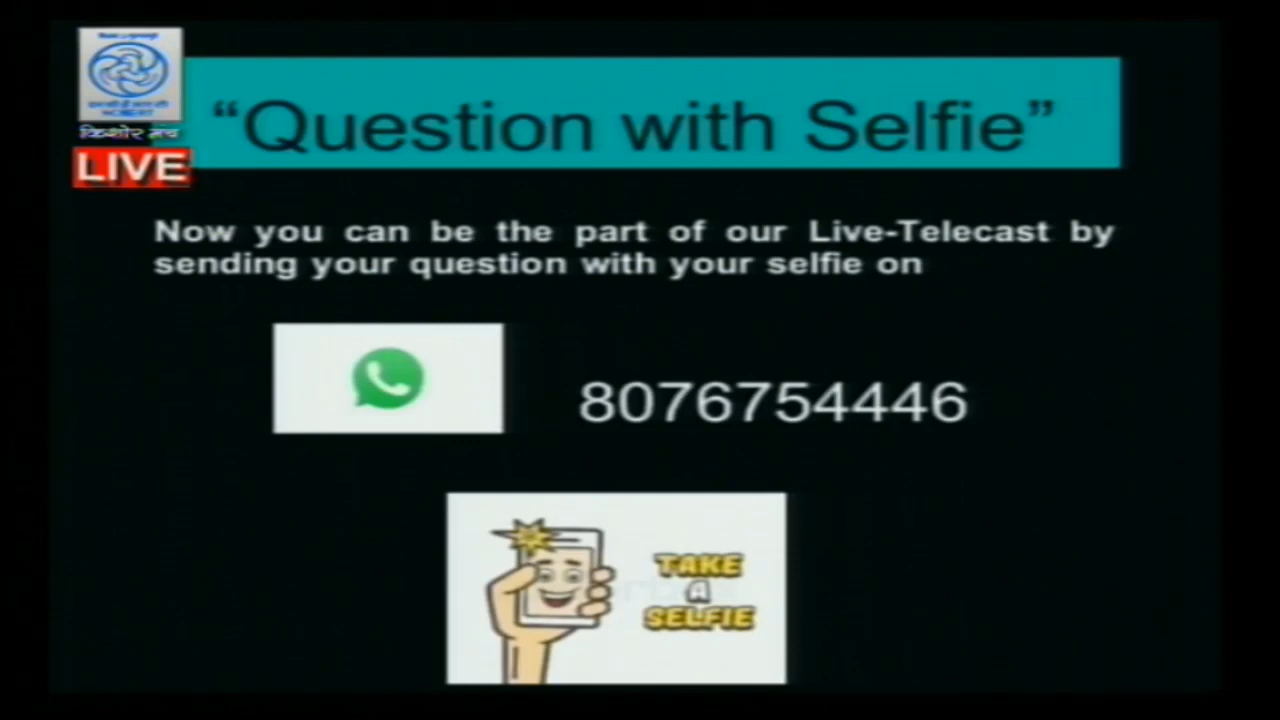 NCERT
किशोर मंच
LIVE
“Question with Selfie”
Now you can be the part of our Live-Telecast by
sending your question with your selfie on
8076754446
TAKE
A
SELFIE